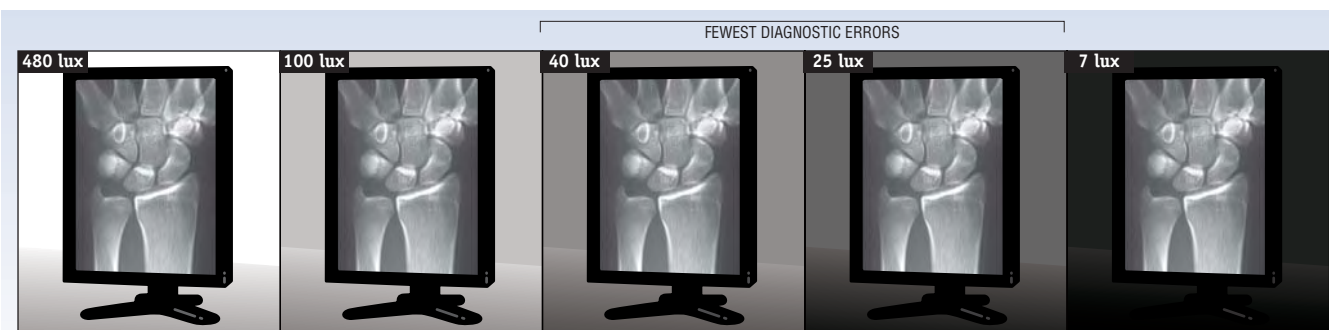 FEWEST DIAGNOSTIC ERRORS
480 lux
100 lux
40 lux
25 lux
7 lux